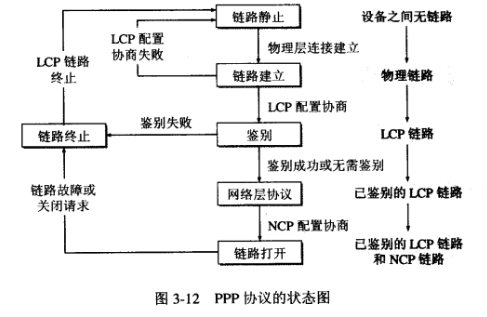 链路静止
设备之间无链路
LCP 配置
协商失败
物理层连接建立
LCP 链路
终止
链路建立
物理链路
LCP 配置协商
鉴别失败
链路终止
鉴别
LCP 链路
鉴别成功或无需鉴别
链路故障或
关闭请求
网络层协议
已鉴别的 LCP 链路
NCP 配置协商
链路打开
已鉴别的 LCP 链路
和 NCP 链路
图 3-12 PPP 协议的状态图